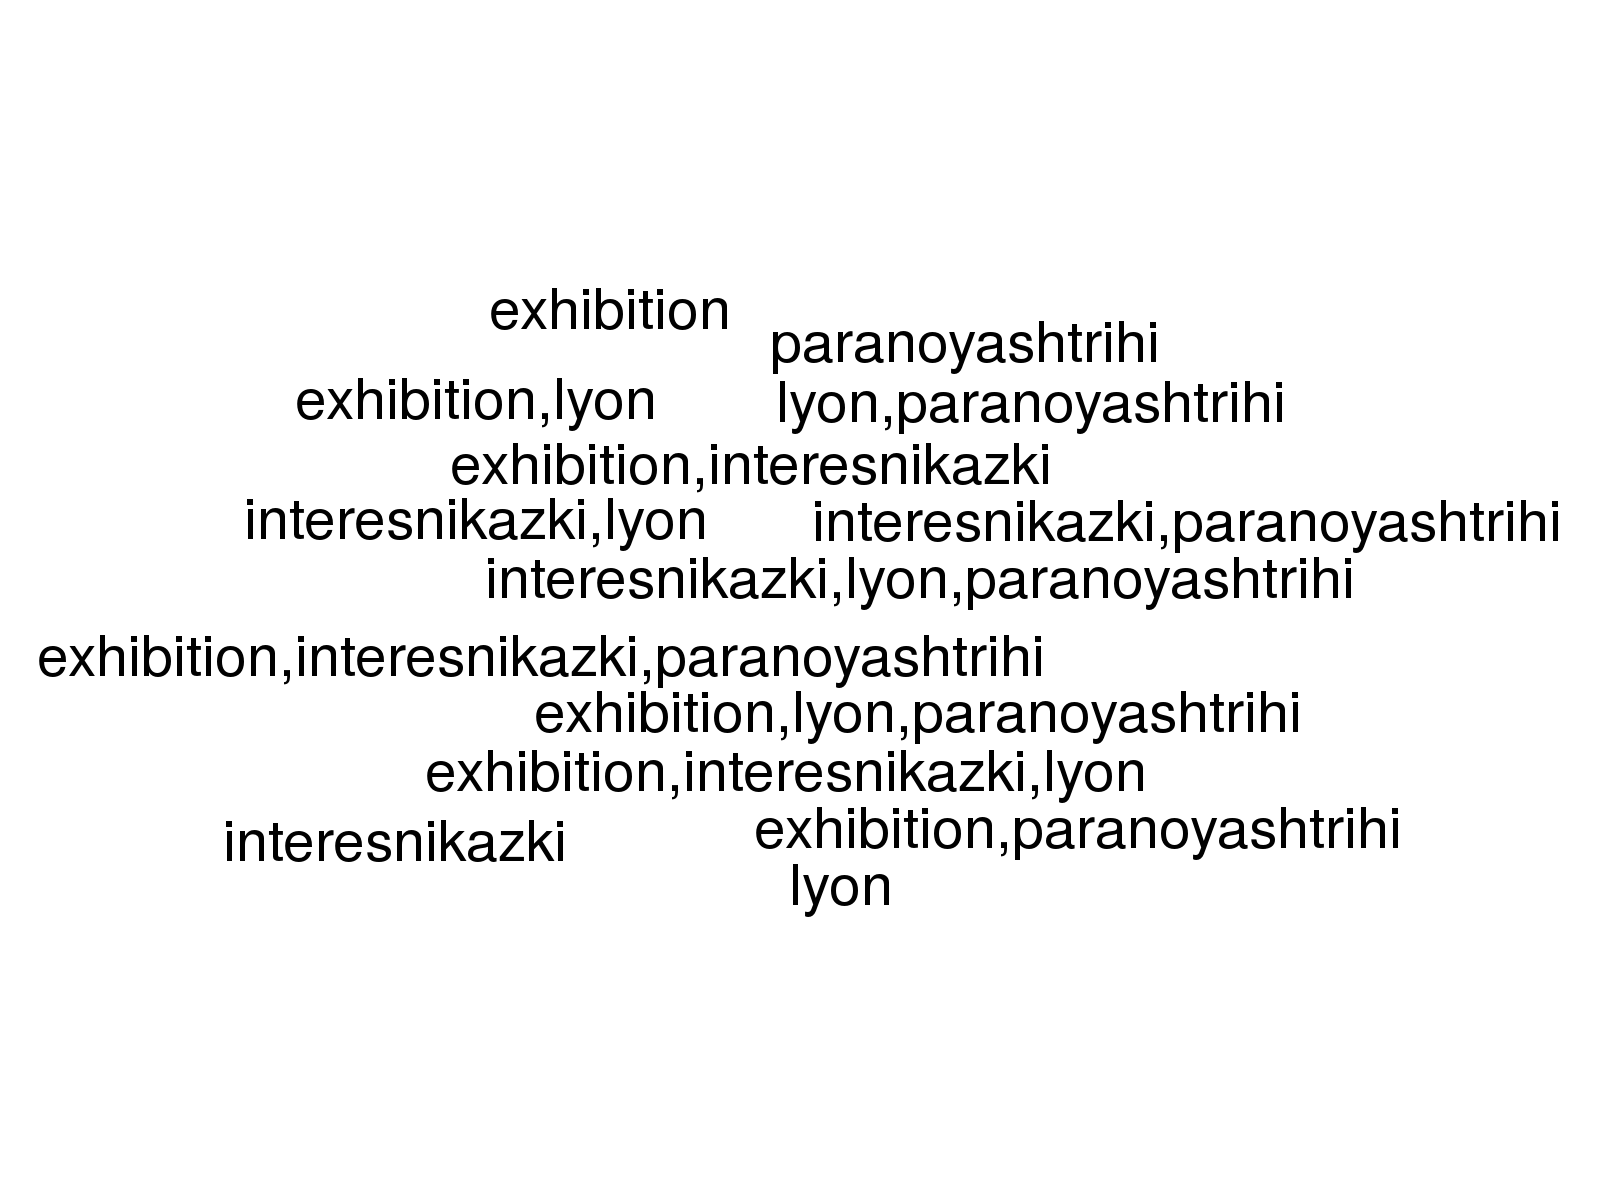 exhibition
paranoyashtrihi
exhibition,lyon
lyon,paranoyashtrihi
exhibition,interesnikazki
interesnikazki,lyon
interesnikazki,paranoyashtrihi
interesnikazki,lyon,paranoyashtrihi
exhibition,interesnikazki,paranoyashtrihi
exhibition,lyon,paranoyashtrihi
exhibition,interesnikazki,lyon
exhibition,paranoyashtrihi
interesnikazki
lyon